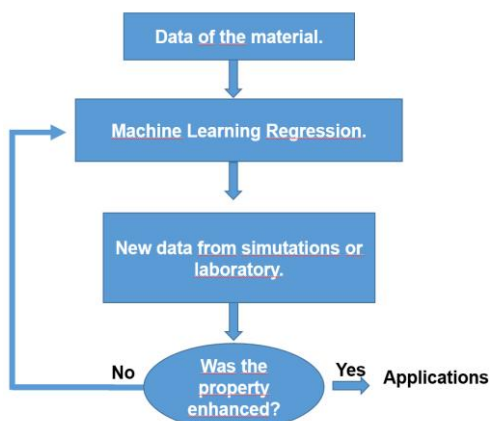 Data of the material.
Machine Learning Regression.
New data from simutations or
laboratory.
No
Was the
property
enhanced?
Yes
Applications